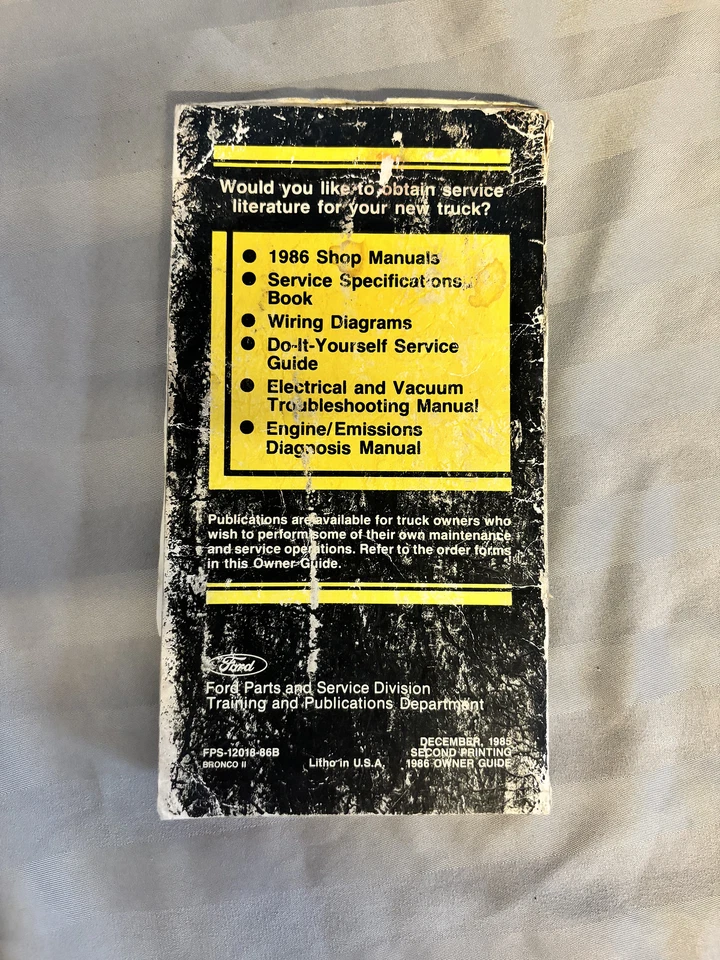 Would you like to obtain service
literature for your new truck?
● 1986 Shop Manuals
● Service Specifications
Book
● Wiring Diagrams
● Do-It-Yourself Service
Guide
● Electrical and Vacuum
Troubleshooting Manual
● Engine/Emissions
Diagnosis Manual
Publications are available for truck owners who
wish to perform some of their own maintenance
and service operations. Refer to the order forms
in this Owner Guide.
Ford
Ford Parts and Service Division
Training and Publications Department
DECEMBER, 1985
FPS-12018-86B SECOND PRINTING
BRONCO II Litho in U.S.A. 1986 OWNER GUIDE